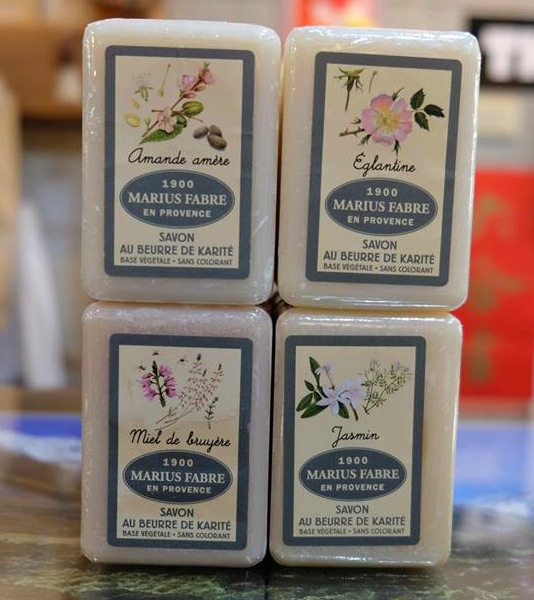 Amande amère
1900
MARIUS FABRE
EN PROVENCE
SAVON
AU BEURRE DE KARITÉ
BASE VÉGÉTALE • SANS COLORANT
Eglantine
1900
MARIUS FABRE
EN PROVENCE
SAVON
AU BEURRE DE KARITÉ
BASE VÉGÉTALE • SANS COLORANT
Miel de bruyère
1900
MARIUS FABRE
EN PROVENCE
SAVON
AU BEURRE DE KARITÉ
BASE VÉGÉTALE • SANS COLORANT
Jasmin
1900
MARIUS FABRE
EN PROVENCE
SAVON
AU BEURRE DE KARITÉ
BASE VÉGÉTALE • SANS COLORANT